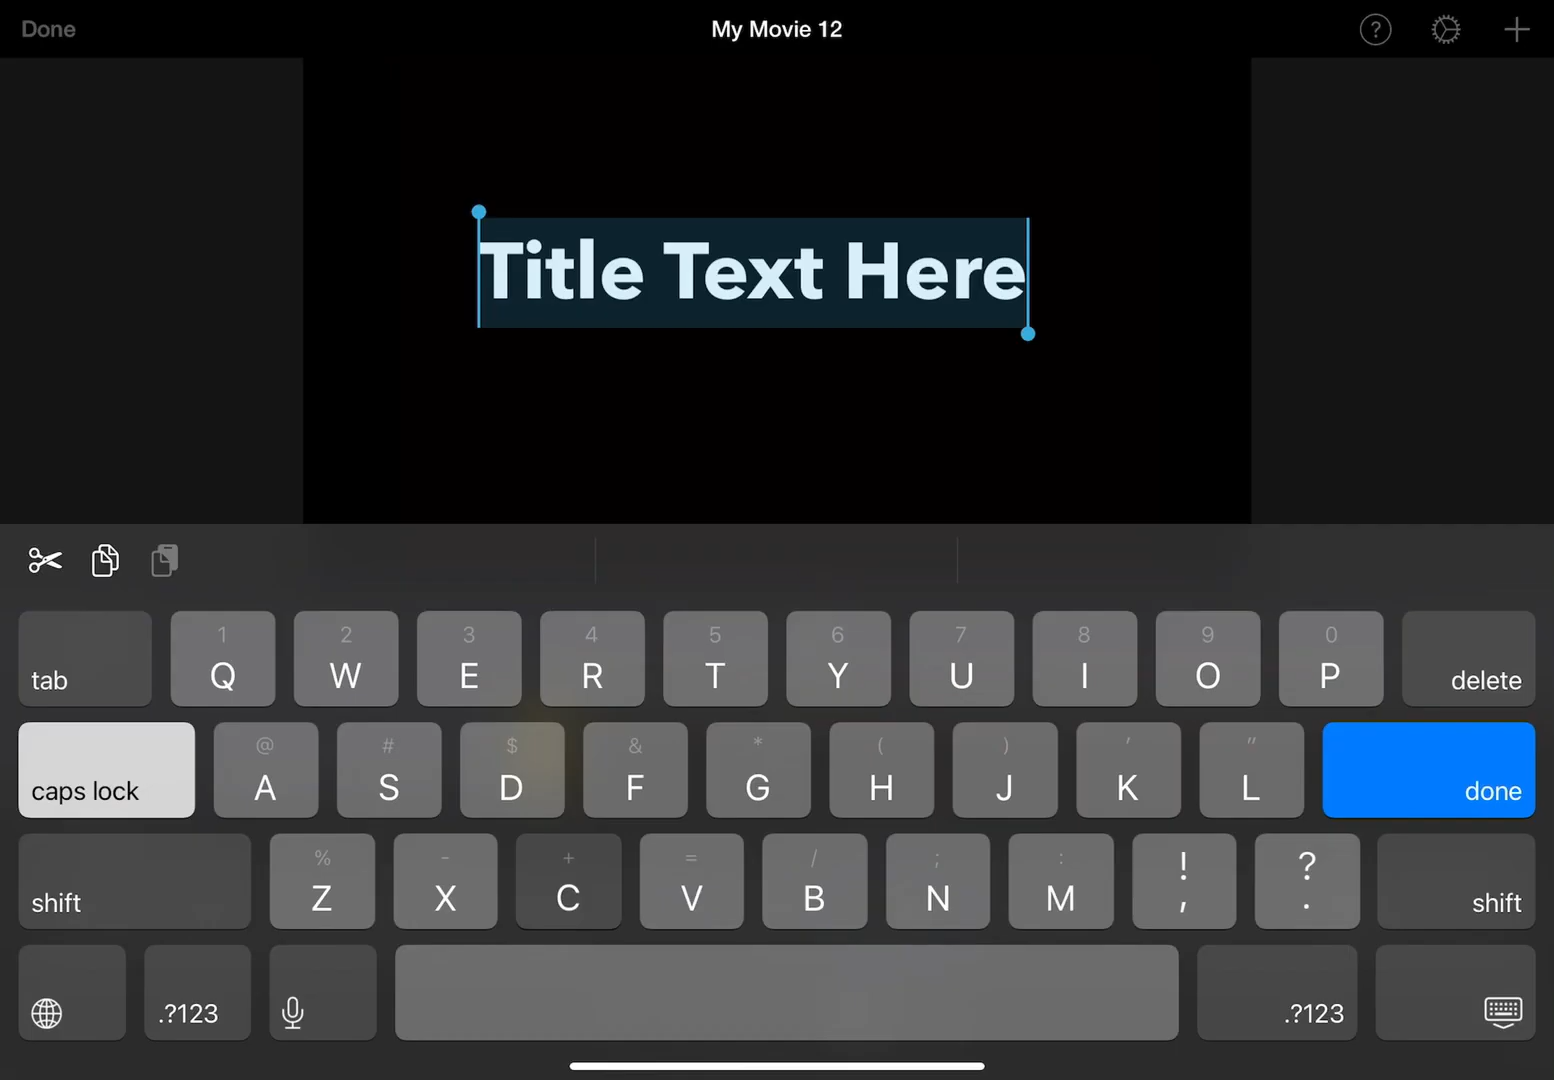 Done My Movie 12 ?
Title Text Here
tab 1 Q 2 W 3 E 4 R 5 T 6 Y 7 U 8 I 9 O 0 P delete
caps lock @ A # S $ D & F * G ( H ) J ' K " L done
shift % Z - X + C = V / B ; N : M ! , ? . shift
.?123 .?123